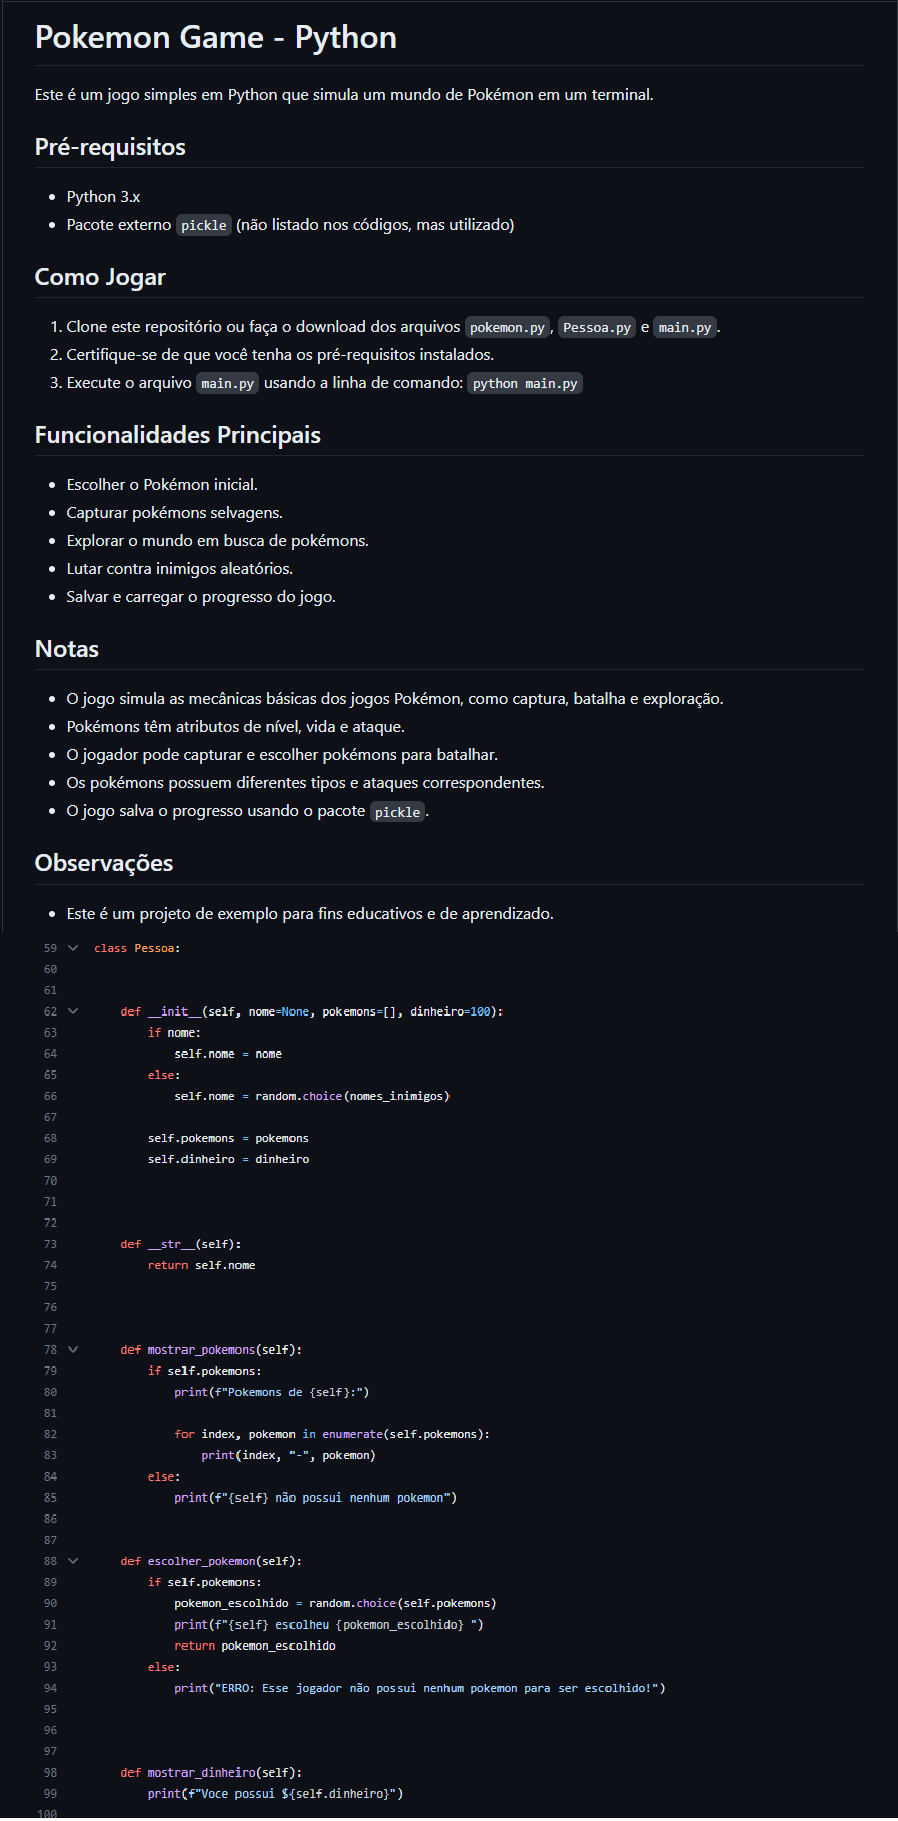 Pokemon Game - Python
Este é um jogo simples em Python que simula um mundo de Pokémon em um terminal.
Pré-requisitos
• Python 3.x
• Pacote externo pickle (não listado nos códigos, mas utilizado)
Como Jogar
1. Clone este repositório ou faça o download dos arquivos pokemon.py, Pessoa.py e main.py.
2. Certifique-se de que você tenha os pré-requisitos instalados.
3. Execute o arquivo main.py usando a linha de comando: python main.py
Funcionalidades Principais
• Escolher o Pokémon inicial.
• Capturar pokémons selvagens.
• Explorar o mundo em busca de pokémons.
• Lutar contra inimigos aleatórios.
• Salvar e carregar o progresso do jogo.
Notas
• O jogo simula as mecânicas básicas dos jogos Pokémon, como captura, batalha e exploração.
• Pokémons têm atributos de nível, vida e ataque.
• O jogador pode capturar e escolher pokémons para batalhar.
• Os pokémons possuem diferentes tipos e ataques correspondentes.
• O jogo salva o progresso usando o pacote pickle.
Observações
• Este é um projeto de exemplo para fins educativos e de aprendizado.
59 class Pessoa:
60
61
62 def __init__(self, nome=None, pokemons=[], dinheiro=100):
63 if nome:
64 self.nome = nome
65 else:
66 self.nome = random.choice(nomes_inimigos)
67
68 self.pokemons = pokemons
69 self.dinheiro = dinheiro
70
71
72
73 def __str__(self):
74 return self.nome
75
76
77
78 def mostrar_pokemons(self):
79 if self.pokemons:
80 print(f"Pokemons de {self}:")
81
82 for index, pokemon in enumerate(self.pokemons):
83 print(index, "-", pokemon)
84 else:
85 print(f"{self} não possui nenhum pokemon")
86
87
88 def escolher_pokemon(self):
89 if self.pokemons:
90 pokemon_escolhido = random.choice(self.pokemons)
91 print(f"{self} escolheu {pokemon_escolhido} ")
92 return pokemon_escolhido
93 else:
94 print("ERRO: Esse jogador não possui nenhum pokemon para ser escolhido!")
95
96
97
98 def mostrar_dinheiro(self):
99 print(f"Voce possui ${self.dinheiro}")
100